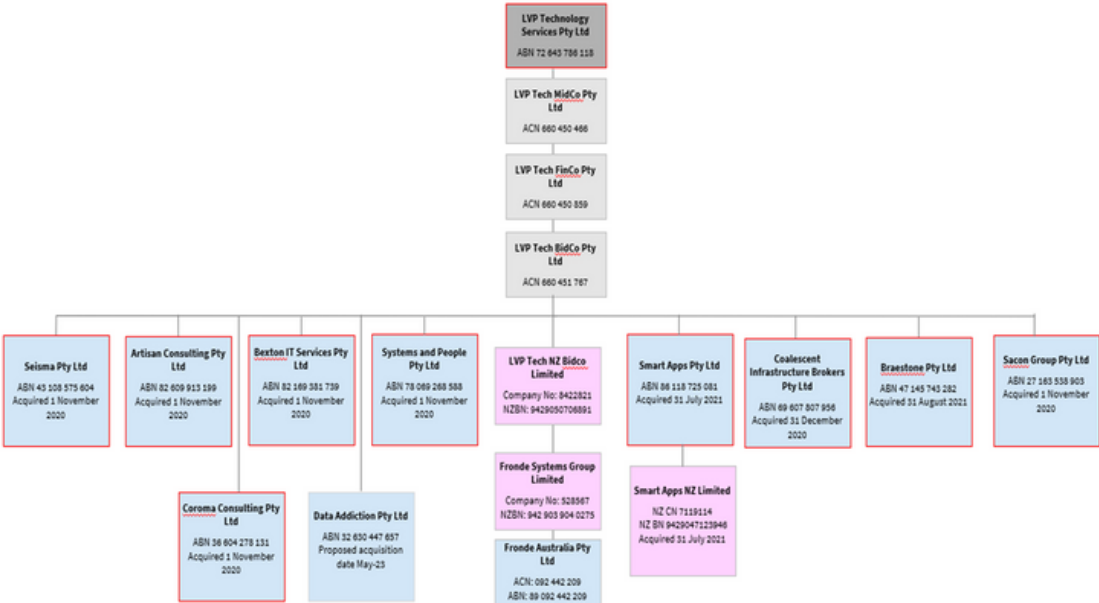 LVP Technology
Services Pty Ltd
ABN 72 643 786 118
LVP Tech MidCo Pty
Ltd
ACN 660 450 466
LVP Tech FinCo Pty
Ltd
ACN 660 450 859
LVP Tech BidCo Pty
Ltd
ACN 660 451 767
Seisma Pty Ltd
ABN 43 108 575 604
Acquired 1 November
2020
Artisan Consulting Pty
Ltd
ABN 82 609 913 199
Acquired 1 November
2020
Bexton IT Services Pty
Ltd
ABN 82 169 381 739
Acquired 1 November
2020
Systems and People
Pty Ltd
ABN 78 069 268 588
Acquired 1 November
2020
LVP Tech NZ Bidco
Limited
Company No: 8422821
NZBN: 9429050706891
Smart Apps Pty Ltd
ABN 86 118 725 081
Acquired 31 July 2021
Coalescent
Infrastructure Brokers
Pty Ltd
ABN 69 607 807 956
Acquired 31 December
2020
Braestone Pty Ltd
ABN 47 145 743 282
Acquired 31 August 2021
Sacon Group Pty Ltd
ABN 27 163 538 903
Acquired 1 November
2020
Coroma Consulting Pty
Ltd
ABN 36 604 278 131
Acquired 1 November
2020
Data Addiction Pty Ltd
ABN 32 630 447 657
Proposed acquisition
date May-23
Fronde Systems Group
Limited
Company No: 528567
NZBN: 942 903 904 0275
Fronde Australia Pty
Ltd
ACN: 092 442 209
ABN: 89 092 442 209
Smart Apps NZ Limited
NZ CN 7119114
NZ BN 9429047123946
Acquired 31 July 2021